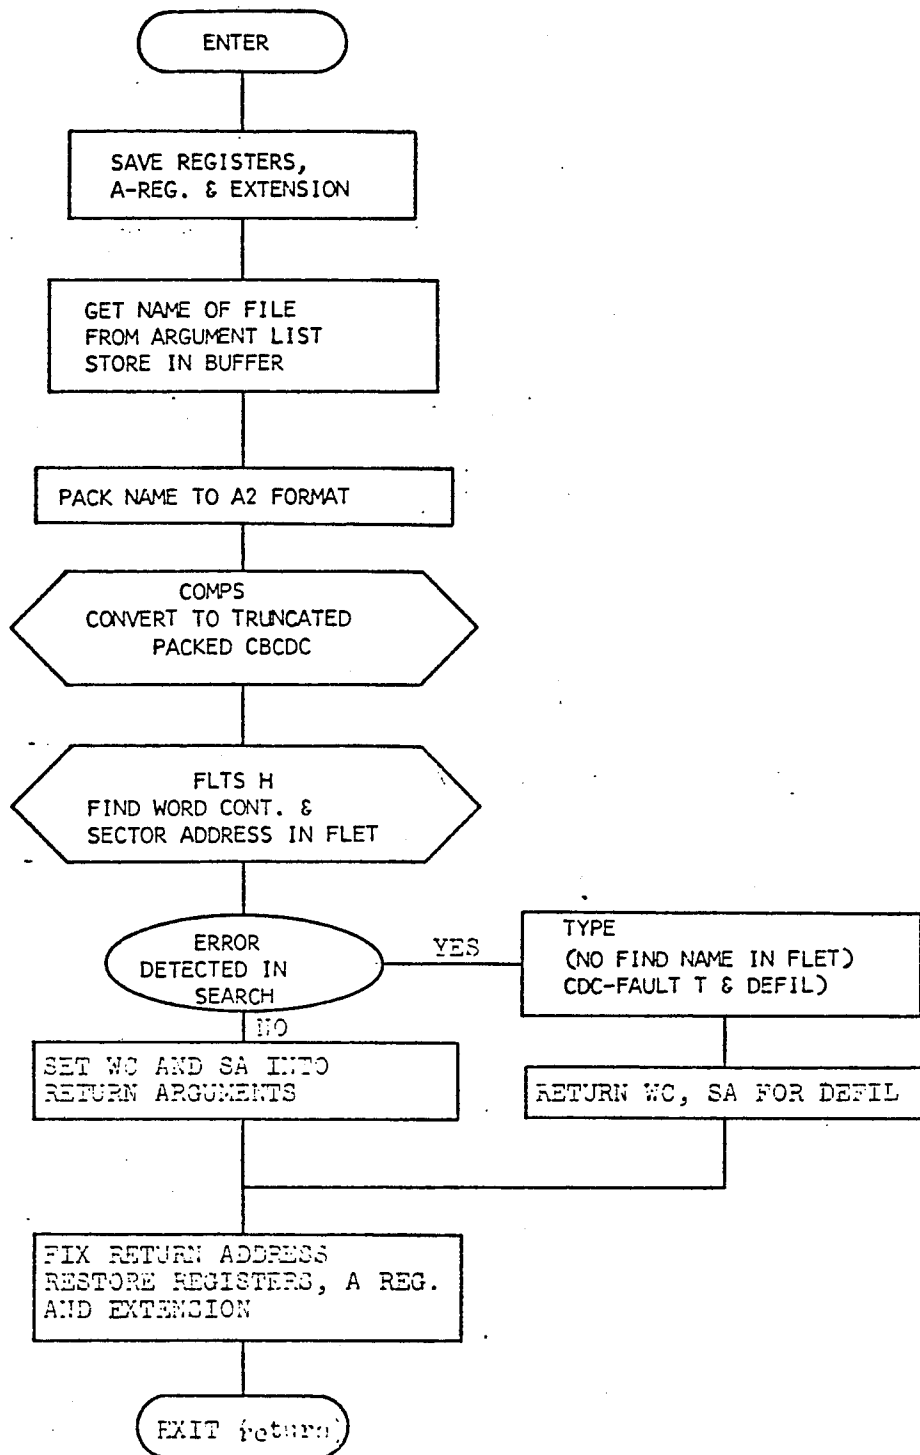 ENTER
SAVE REGISTERS,
A-REG. & EXTENSION
GET NAME OF FILE
FROM ARGUMENT LIST
STORE IN BUFFER
PACK NAME TO A2 FORMAT
COMPS
CONVERT TO TRUNCATED
PACKED CBCDC
FLTS H
FIND WORD CONT. &
SECTOR ADDRESS IN FLET
ERROR
DETECTED IN
SEARCH
YES
TYPE
(NO FIND NAME IN FLET)
CDC-FAULT T & DEFIL)
NO
SET WC AND SA INTO
RETURN ARGUMENTS
RETURN WC, SA FOR DEFIL
FIX RETURN ADDRESS
RESTORE REGISTERS, A REG.
AND EXTENSION
EXIT (return)